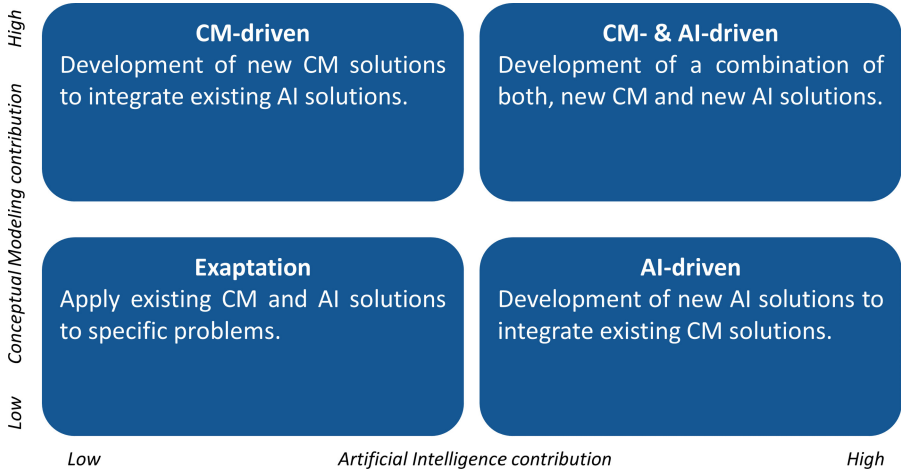 High
Conceptual Modeling contribution
Low
CM-driven
Development of new CM solutions
to integrate existing AI solutions.
CM- & AI-driven
Development of a combination of
both, new CM and new AI solutions.
Exaptation
Apply existing CM and AI solutions
to specific problems.
AI-driven
Development of new AI solutions to
integrate existing CM solutions.
Low
Artificial Intelligence contribution
High